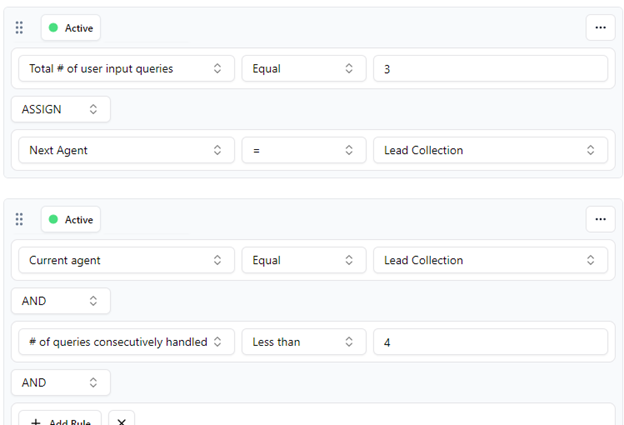 Active
...
Total # of user input queries Equal 3
ASSIGN
Next Agent = Lead Collection
Active
...
Current agent Equal Lead Collection
AND
# of queries consecutively handled Less than 4
AND
+ Add Rule ×